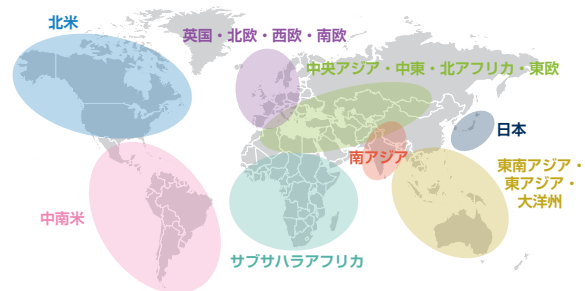 北米
英国・北欧・西欧・南欧
中央アジア・中東・北アフリカ・東欧
日本
南アジア
東南アジア・
東アジア・
大洋州
中南米
サブサハラアフリカ